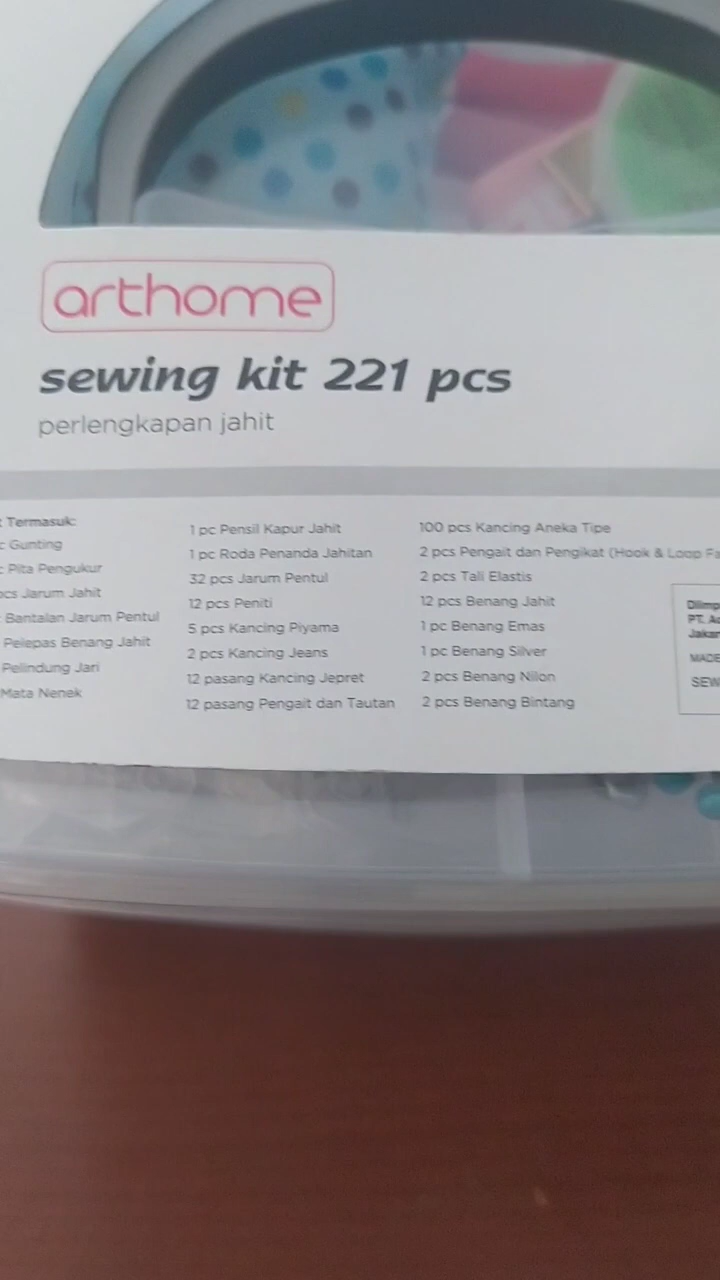 arthome
sewing kit 221 pcs
perlengkapan jahit
Termasuk:
Gunting
Pita Pengukur
Jarum Jahit
Bantalan Jarum Pentul
Pelepas Benang Jahit
Pelindung Jari
Mata Nenek
1 pc Pensil Kapur Jahit
1 pc Roda Penanda Jahitan
32 pcs Jarum Pentul
12 pcs Peniti
5 pcs Kancing Piyama
2 pcs Kancing Jeans
12 pasang Kancing Jepret
12 pasang Pengait dan Tautan
100 pcs Kancing Aneka Tipe
2 pcs Pengait dan Pengikat (Hook & Loop
2 pcs Tali Elastis
12 pcs Benang Jahit
1 pc Benang Emas
1 pc Benang Silver
2 pcs Benang Nilon
2 pcs Benang Bintang
PT.
MADE
SEW